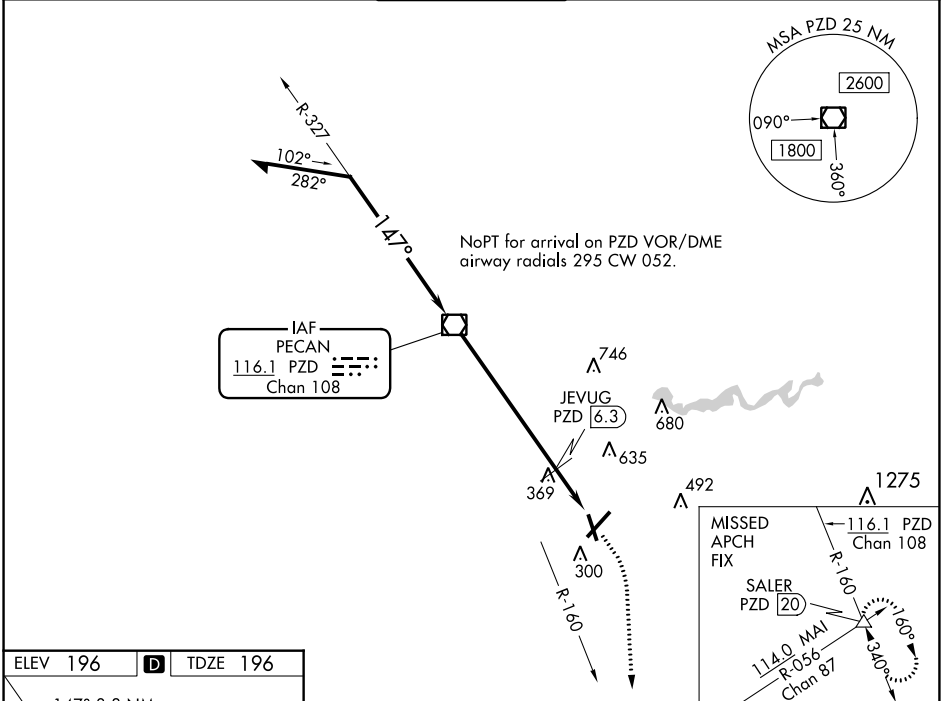 MSA PZD 25 NM
2600
090°
1800
360°
R-327
102°
282°
147°
NoPT for arrival on PZD VOR/DME
airway radials 295 CW 052.
IAF
PECAN
116.1 PZD
Chan 108
746
JEVUG
PZD 6.3
680
635
369
492
1275
300
R-160
MISSED
APCH
FIX
116.1 PZD
Chan 108
R-160
SALER
PZD 20
160°
340°
114.0 MAI
R-056
Chan 87
ELEV 196 D TDZE 196